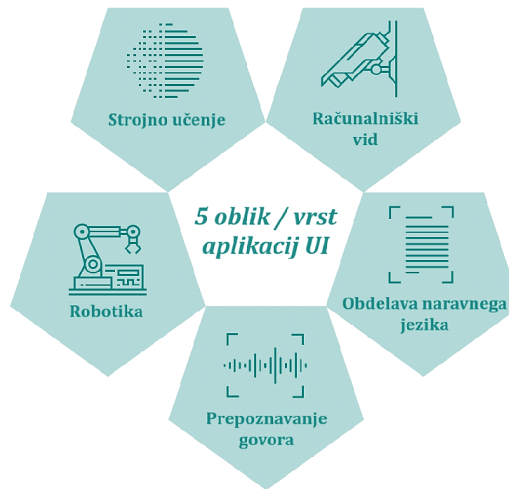 Strojno učenje
Računalniški
vid
5 oblik / vrst
aplikacij UI
Robotika
Obdelava naravnega
jezika
Prepoznavanje
govora